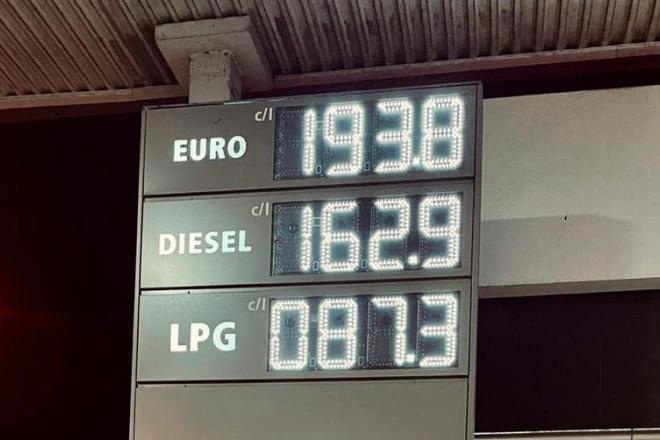 EURO c/l 193.8
DIESEL c/l 162.9
LPG c/l 087.3